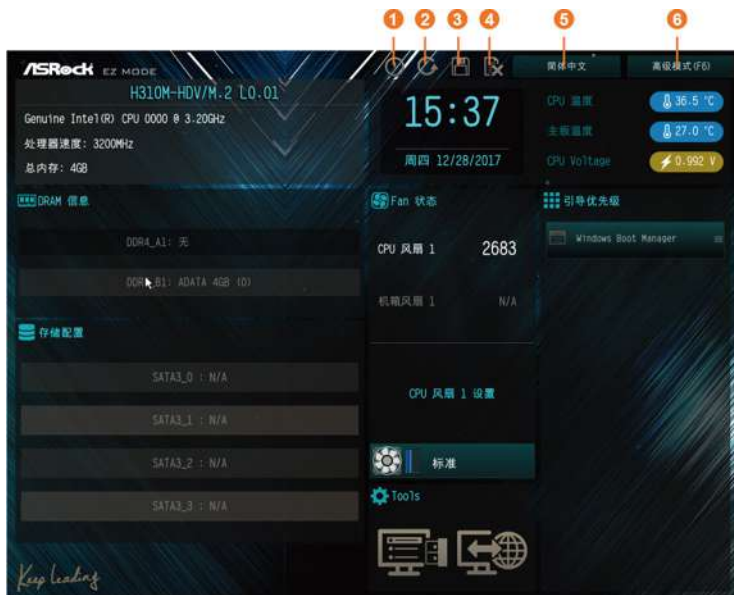 1 2 3 4 5 6
ASRock EZ MODE
简体中文
高级模式(F6)
H310M-HDV/M.2 L0.01
Genuine Intel(R) CPU 0000 @ 3.20GHz
处理器速度: 3200MHz
总内存: 4GB
15:37
周四 12/28/2017
CPU 温度
36.5 °C
主板温度
27.0 °C
CPU Voltage
0.992 V
DRAM 信息
DDR4_A1: 无
DDR4_B1: ADATA 4GB (0)
存储配置
SATA3_0 : N/A
SATA3_1 : N/A
SATA3_2 : N/A
SATA3_3 : N/A
Keep Leading
Fan 状态
CPU 风扇 1
2683
机箱风扇 1
N/A
CPU 风扇 1 设置
标准
Tools
引导优先级
Windows Boot Manager